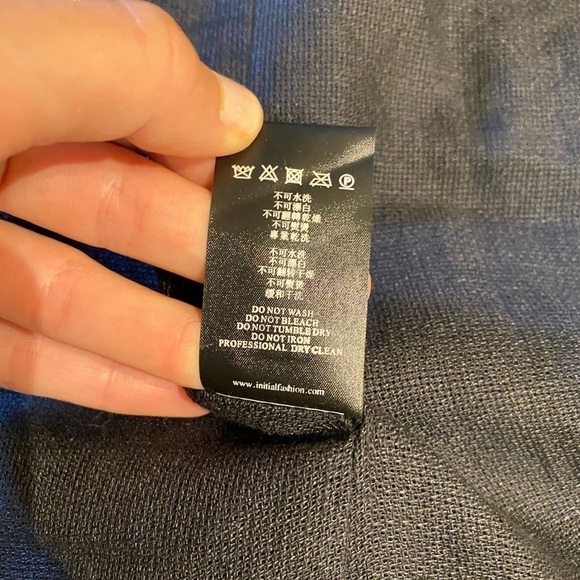 P
不可水洗
不可漂白
不可翻轉乾燥
不可熨燙
專業乾洗
不可水洗
不可漂白
不可翻转干燥
不可熨烫
缓和干洗
DO NOT WASH
DO NOT BLEACH
DO NOT TUMBLE DRY
DO NOT IRON
PROFESSIONAL DRY CLEAN
www.initialfashion.com